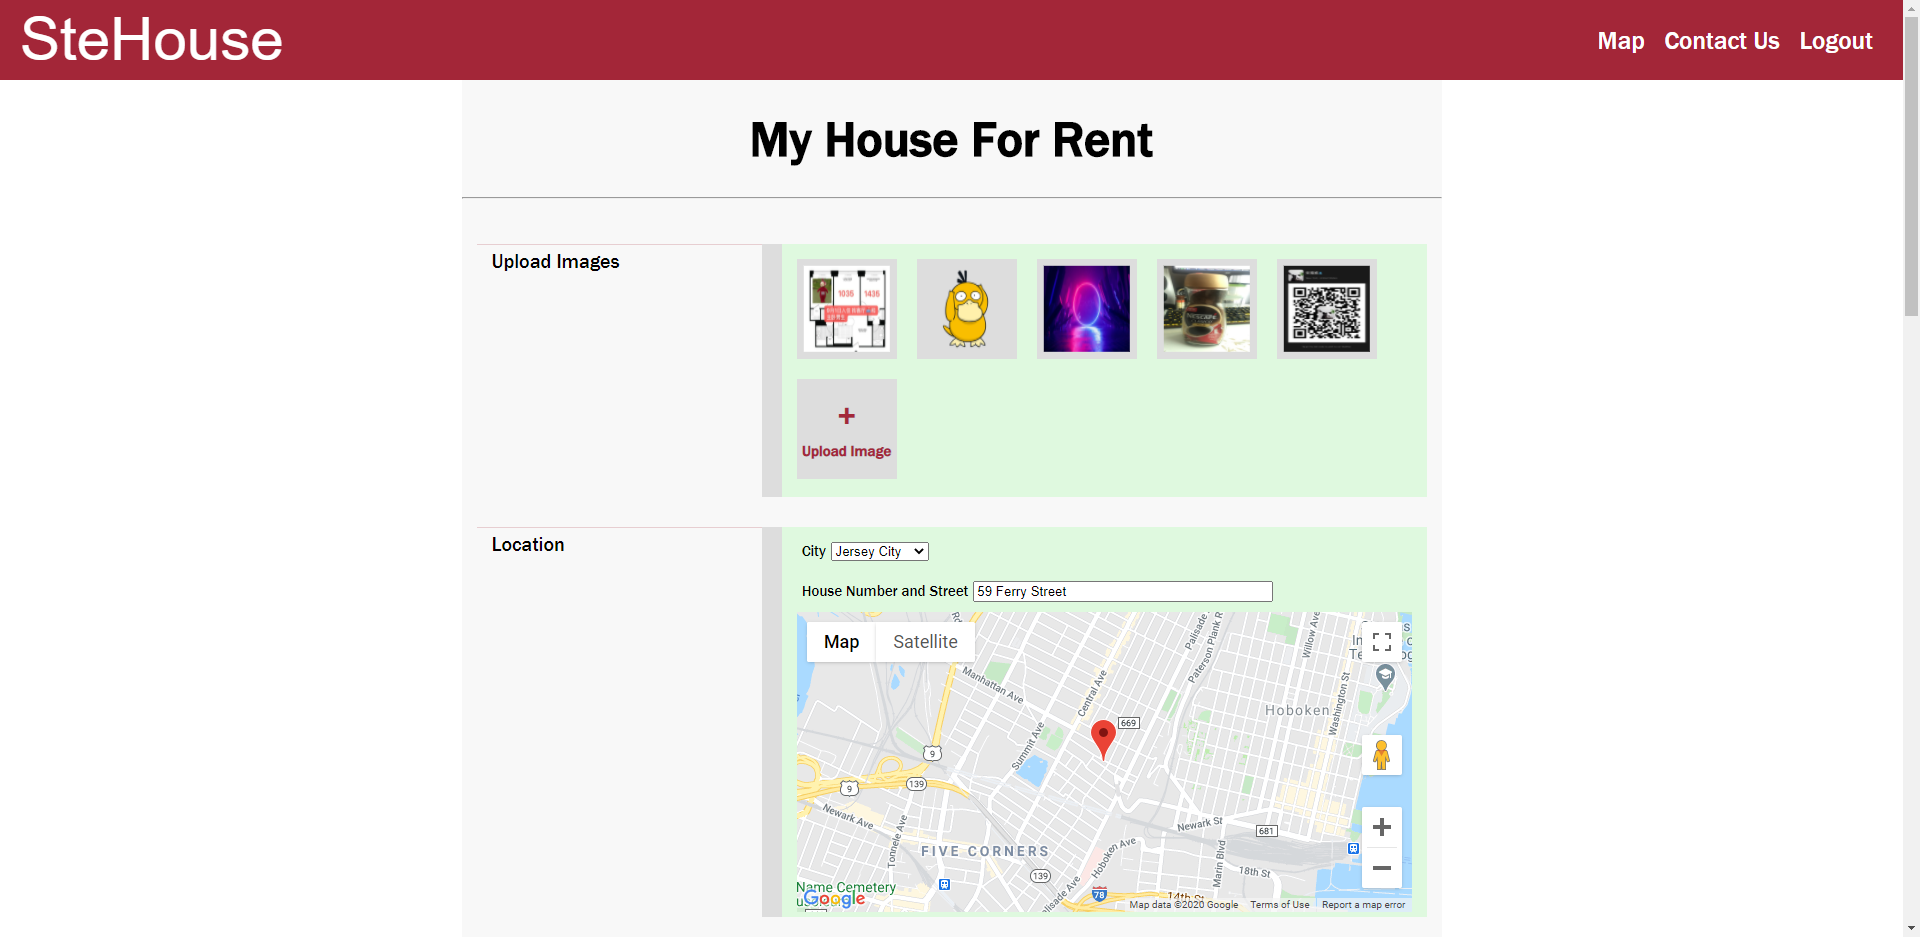 SteHouse
Map Contact Us Logout
My House For Rent
Upload Images
1035 1435
+
Upload Image
Location
City Jersey City
House Number and Street 59 Ferry Street
Map Satellite
Manhattan Ave
Central Ave
Palisade
Paterson Plank R
Willow Ave
Washington St
Hoboken
669
Summit Ave
9
139
9
Newark Ave
Tonnele Ave
FIVE CORNERS
Hoboken Ave
Newark St
681
Marin Blvd
18th St
139
78
14th St
Palisade Ave
Name Cemetery
Google
Map data ©2020 Google Terms of Use Report a map error